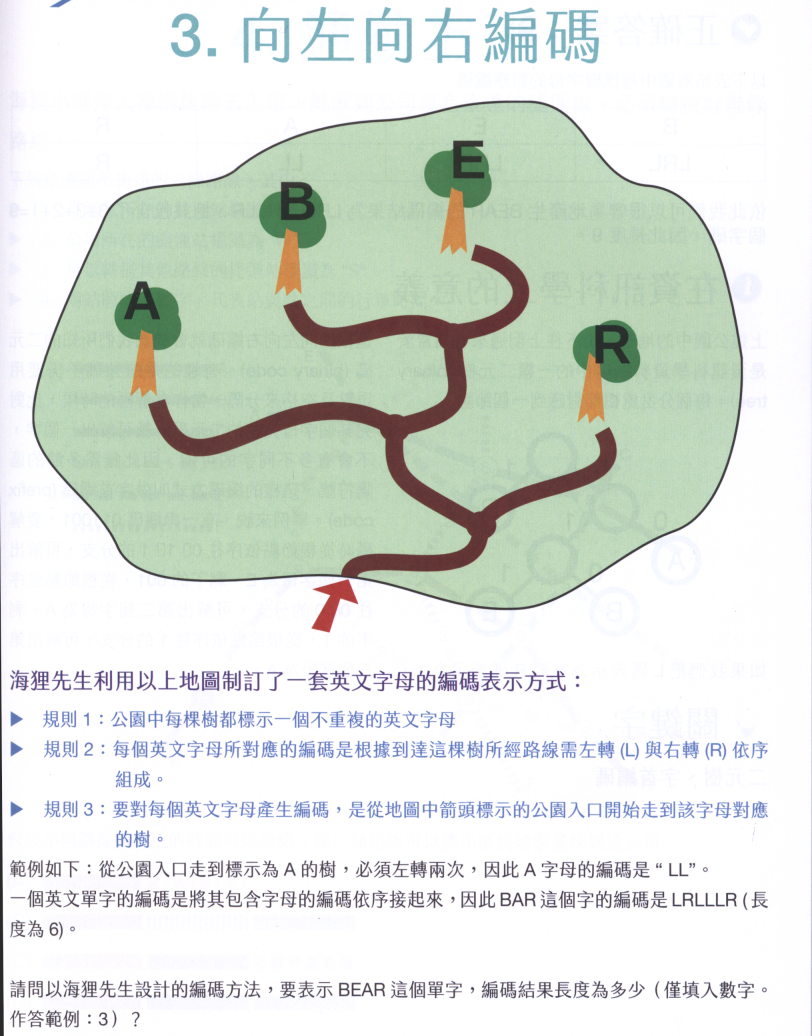 3. 向左向右編碼
B
E
A
R
海狸先生利用以上地圖制訂了一套英文字母的編碼表示方式：
▶ 規則 1：公園中每棵樹都標示一個不重複的英文字母
▶ 規則 2：每個英文字母所對應的編碼是根據到達這棵樹所經路線需左轉 (L) 與右轉 (R) 依序
組成。
▶ 規則 3：要對每個英文字母產生編碼，是從地圖中箭頭標示的公園入口開始走到該字母對應
的樹。
範例如下：從公園入口走到標示為 A 的樹，必須左轉兩次，因此 A 字母的編碼是 “ LL”。
一個英文單字的編碼是將其包含字母的編碼依序接起來，因此 BAR 這個字的編碼是 LRLLLR (長
度為 6)。
請問以海狸先生設計的編碼方法，要表示 BEAR 這個單字，編碼結果長度為多少（僅填入數字。
作答範例：3）？